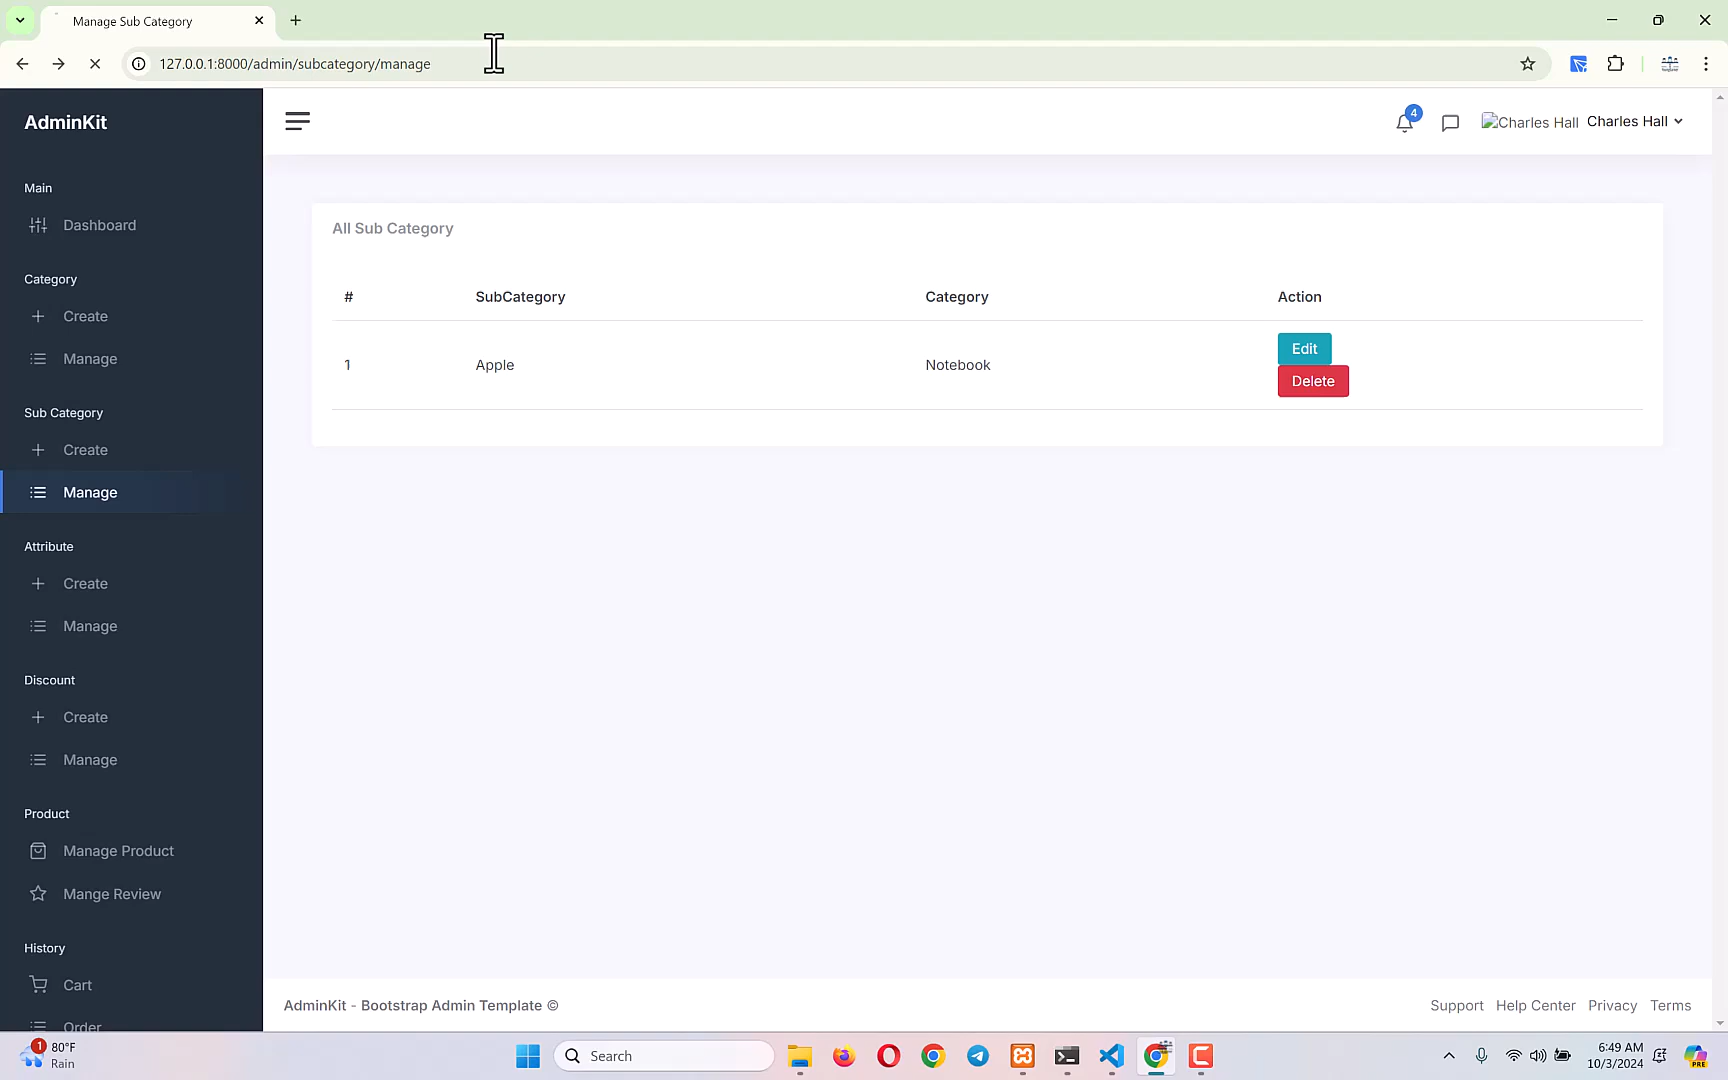 Manage Sub Category
127.0.0.1:8000/admin/subcategory/manage
AdminKit
4
Charles Hall
Charles Hall
Main
Dashboard
Category
Create
Manage
Sub Category
Create
Manage
Attribute
Create
Manage
Discount
Create
Manage
Product
Manage Product
Mange Review
History
Cart
Order
All Sub Category
# SubCategory Category Action
1 Apple Notebook Edit
Delete
AdminKit - Bootstrap Admin Template ©
Support Help Center Privacy Terms
1
80°F
Rain
Search
6:49 AM
10/3/2024
PRE